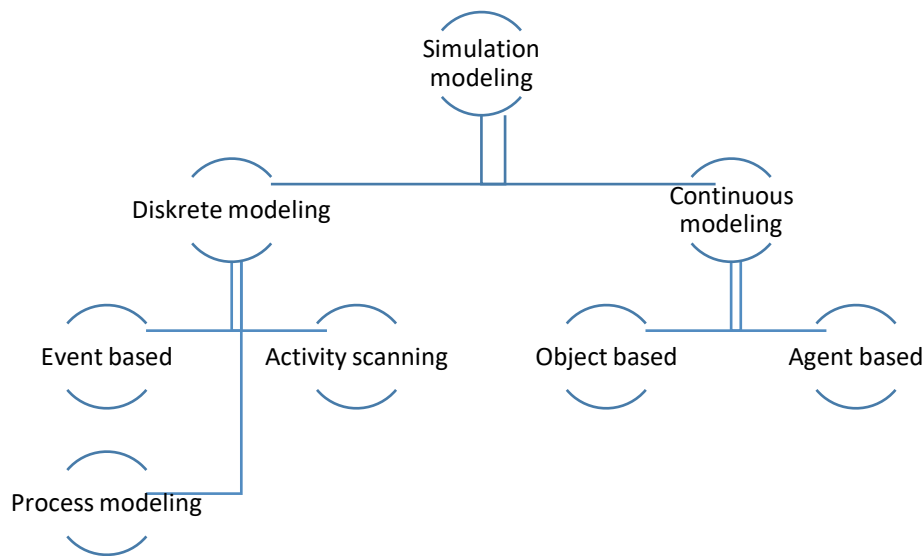 Simulation
modeling
Diskrete modeling
Continuous
modeling
Event based
Activity scanning
Object based
Agent based
Process modeling